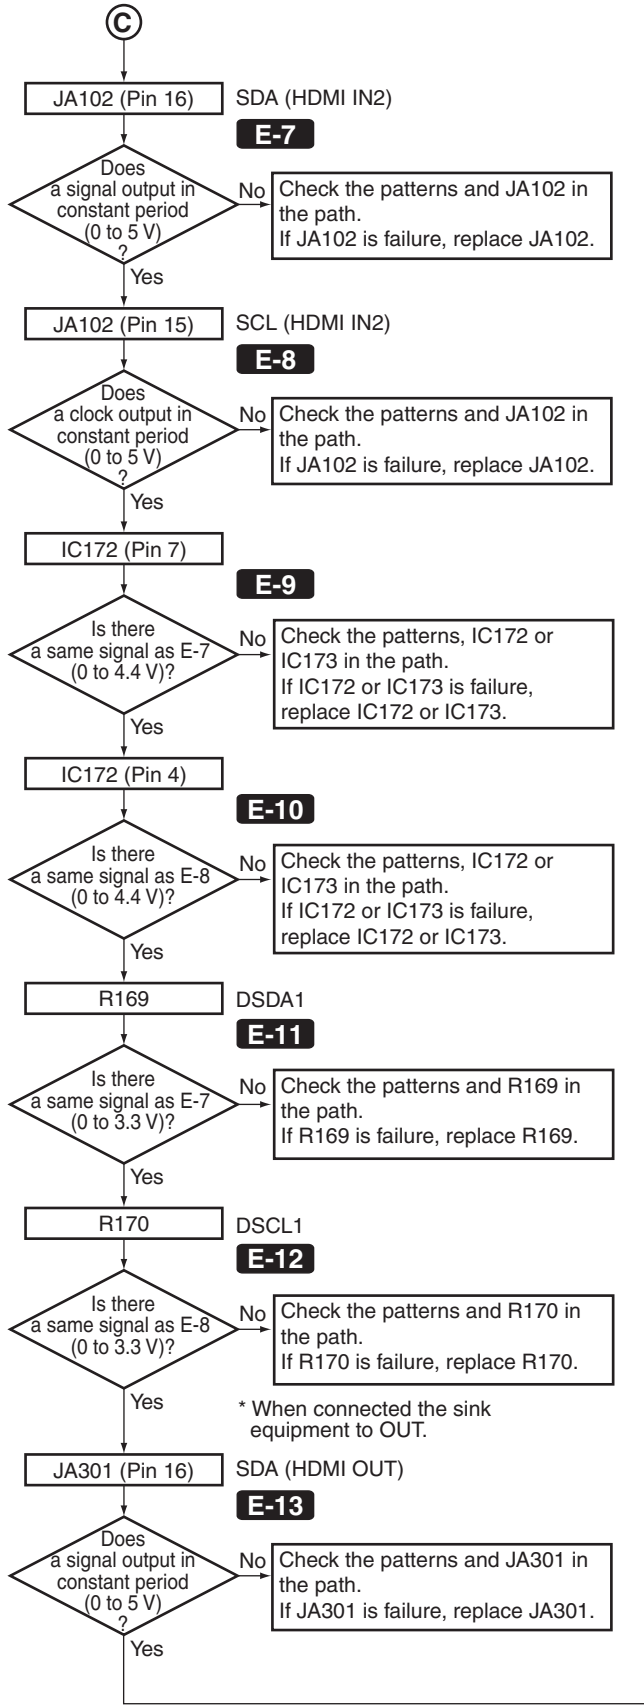 C
JA102 (Pin 16)
SDA (HDMI IN2)
E-7
Does
a signal output in
constant period
(0 to 5 V)
?
No
Check the patterns and JA102 in
the path.
If JA102 is failure, replace JA102.
Yes
JA102 (Pin 15)
SCL (HDMI IN2)
E-8
Does
a clock output in
constant period
(0 to 5 V)
?
No
Check the patterns and JA102 in
the path.
If JA102 is failure, replace JA102.
Yes
IC172 (Pin 7)
E-9
Is there
a same signal as E-7
(0 to 4.4 V)?
No
Check the patterns, IC172 or
IC173 in the path.
If IC172 or IC173 is failure,
replace IC172 or IC173.
Yes
IC172 (Pin 4)
E-10
Is there
a same signal as E-8
(0 to 4.4 V)?
No
Check the patterns, IC172 or
IC173 in the path.
If IC172 or IC173 is failure,
replace IC172 or IC173.
Yes
R169
DSDA1
E-11
Is there
a same signal as E-7
(0 to 3.3 V)?
No
Check the patterns and R169 in
the path.
If R169 is failure, replace R169.
Yes
R170
DSCL1
E-12
Is there
a same signal as E-8
(0 to 3.3 V)?
No
Check the patterns and R170 in
the path.
If R170 is failure, replace R170.
Yes
* When connected the sink
equipment to OUT.
JA301 (Pin 16)
SDA (HDMI OUT)
E-13
Does
a signal output in
constant period
(0 to 5 V)
?
No
Check the patterns and JA301 in
the path.
If JA301 is failure, replace JA301.
Yes